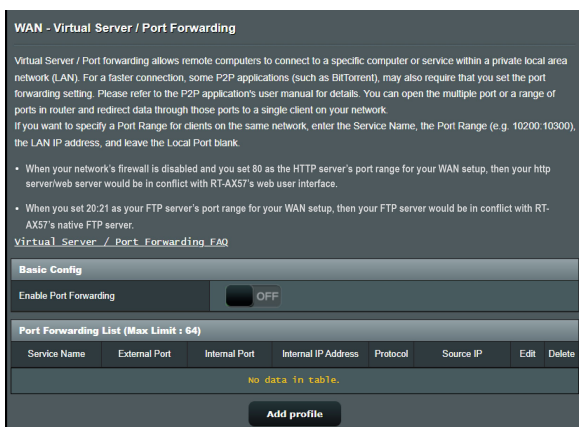 WAN - Virtual Server / Port Forwarding
Virtual Server / Port forwarding allows remote computers to connect to a specific computer or service within a private local area
network (LAN). For a faster connection, some P2P applications (such as BitTorrent), may also require that you set the port
forwarding setting. Please refer to the P2P application's user manual for details. You can open the multiple port or a range of
ports in router and redirect data through those ports to a single client on your network.
If you want to specify a Port Range for clients on the same network, enter the Service Name, the Port Range (e.g. 10200:10300),
the LAN IP address, and leave the Local Port blank.
• When your network's firewall is disabled and you set 80 as the HTTP server's port range for your WAN setup, then your http
server/web server would be in conflict with RT-AX57's web user interface.
• When you set 20:21 as your FTP server's port range for your WAN setup, then your FTP server would be in conflict with RT-
AX57's native FTP server.
Virtual Server / Port Forwarding FAQ
Basic Config
Enable Port Forwarding OFF
Port Forwarding List (Max Limit : 64)
Service Name External Port Internal Port Internal IP Address Protocol Source IP Edit Delete
No data in table.
Add profile